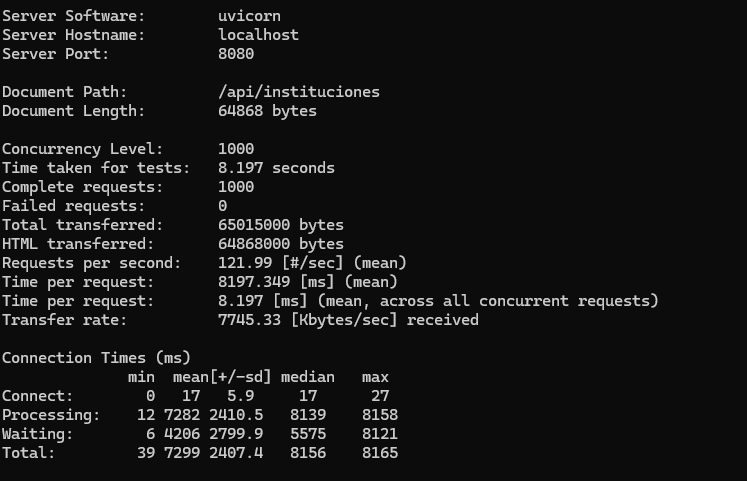 Server Software:        uvicorn
Server Hostname:        localhost
Server Port:            8080
Document Path:          /api/instituciones
Document Length:        64868 bytes
Concurrency Level:      1000
Time taken for tests:   8.197 seconds
Complete requests:      1000
Failed requests:        0
Total transferred:      65015000 bytes
HTML transferred:       64868000 bytes
Requests per second:    121.99 [#/sec] (mean)
Time per request:       8197.349 [ms] (mean)
Time per request:       8.197 [ms] (mean, across all concurrent requests)
Transfer rate:          7745.33 [Kbytes/sec] received
Connection Times (ms)
              min  mean[+/-sd] median   max
Connect:        0   17   5.9     17      27
Processing:    12 7282 2410.5   8139    8158
Waiting:        6 4206 2799.9   5575    8121
Total:         39 7299 2407.4   8156    8165